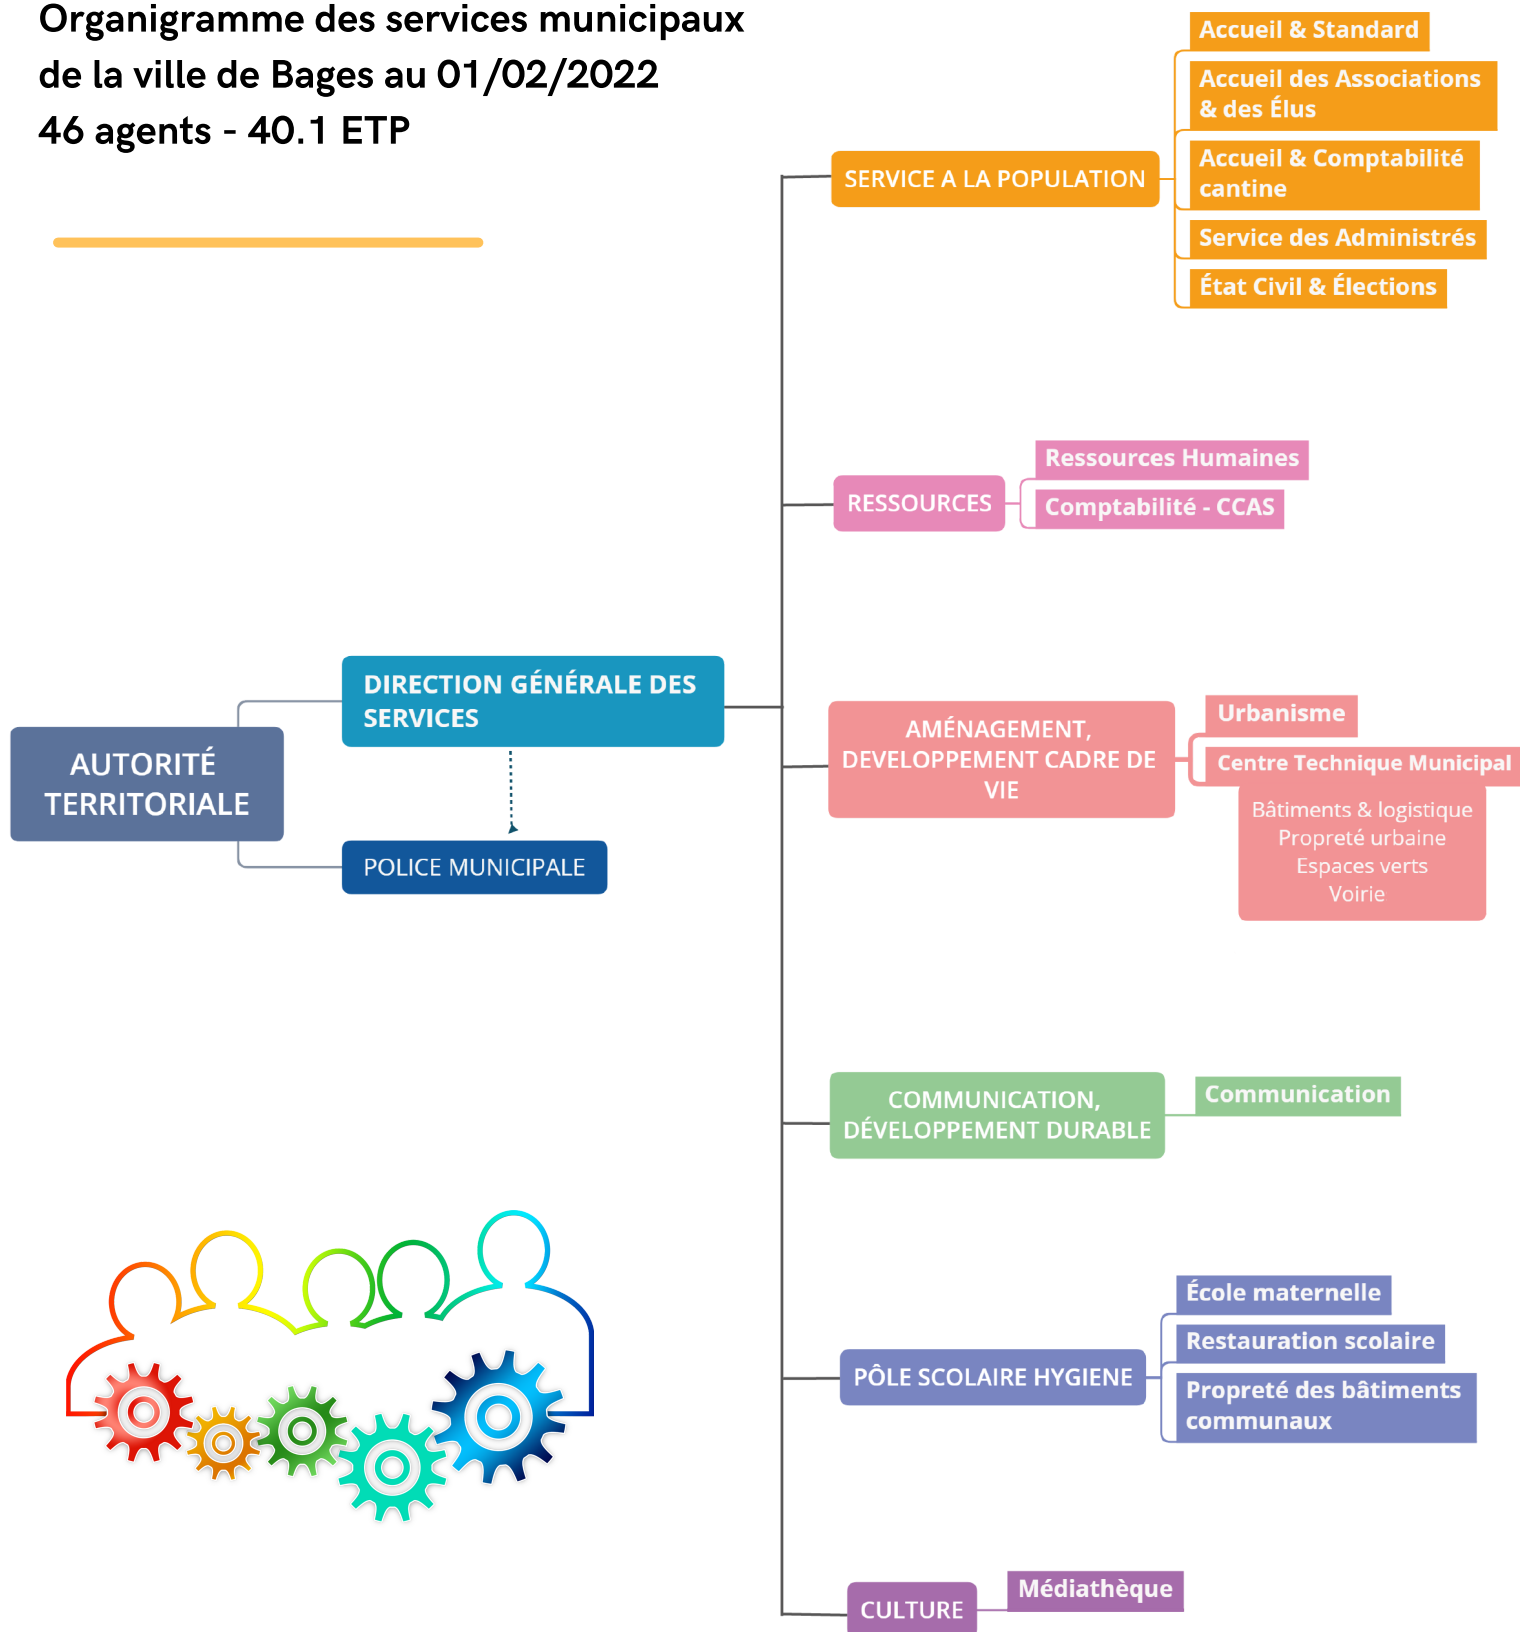 Organigramme des services municipaux
de la ville de Bages au 01/02/2022
46 agents - 40.1 ETP
AUTORITÉ
TERRITORIALE
DIRECTION GÉNÉRALE DES
SERVICES
POLICE MUNICIPALE
SERVICE A LA POPULATION
Accueil & Standard
Accueil des Associations
& des Élus
Accueil & Comptabilité
cantine
Service des Administrés
État Civil & Élections
RESSOURCES
Ressources Humaines
Comptabilité - CCAS
AMÉNAGEMENT,
DEVELOPPEMENT CADRE DE
VIE
Urbanisme
Centre Technique Municipal
Bâtiments & logistique
Propreté urbaine
Espaces verts
Voirie
COMMUNICATION,
DÉVELOPPEMENT DURABLE
Communication
PÔLE SCOLAIRE HYGIENE
École maternelle
Restauration scolaire
Propreté des bâtiments
communaux
CULTURE
Médiathèque